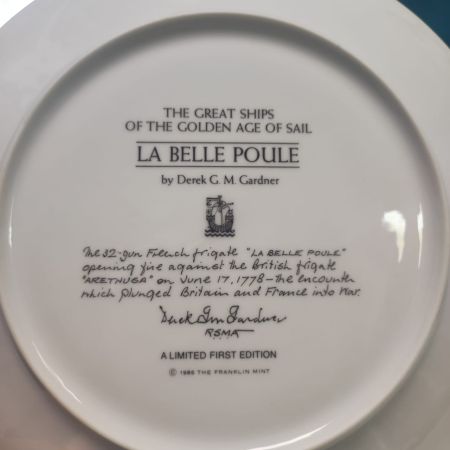 THE GREAT SHIPS
OF THE GOLDEN AGE OF SAIL
LA BELLE POULE
by Derek G. M. Gardner
The 32-gun French frigate "LA BELLE POULE"
opening fire against the British frigate
"ARETHUSA" on June 17, 1778 – the encounter
which plunged Britain and France into War.
Derek Gm Gardner
RSMA
A LIMITED FIRST EDITION
© 1986 THE FRANKLIN MINT